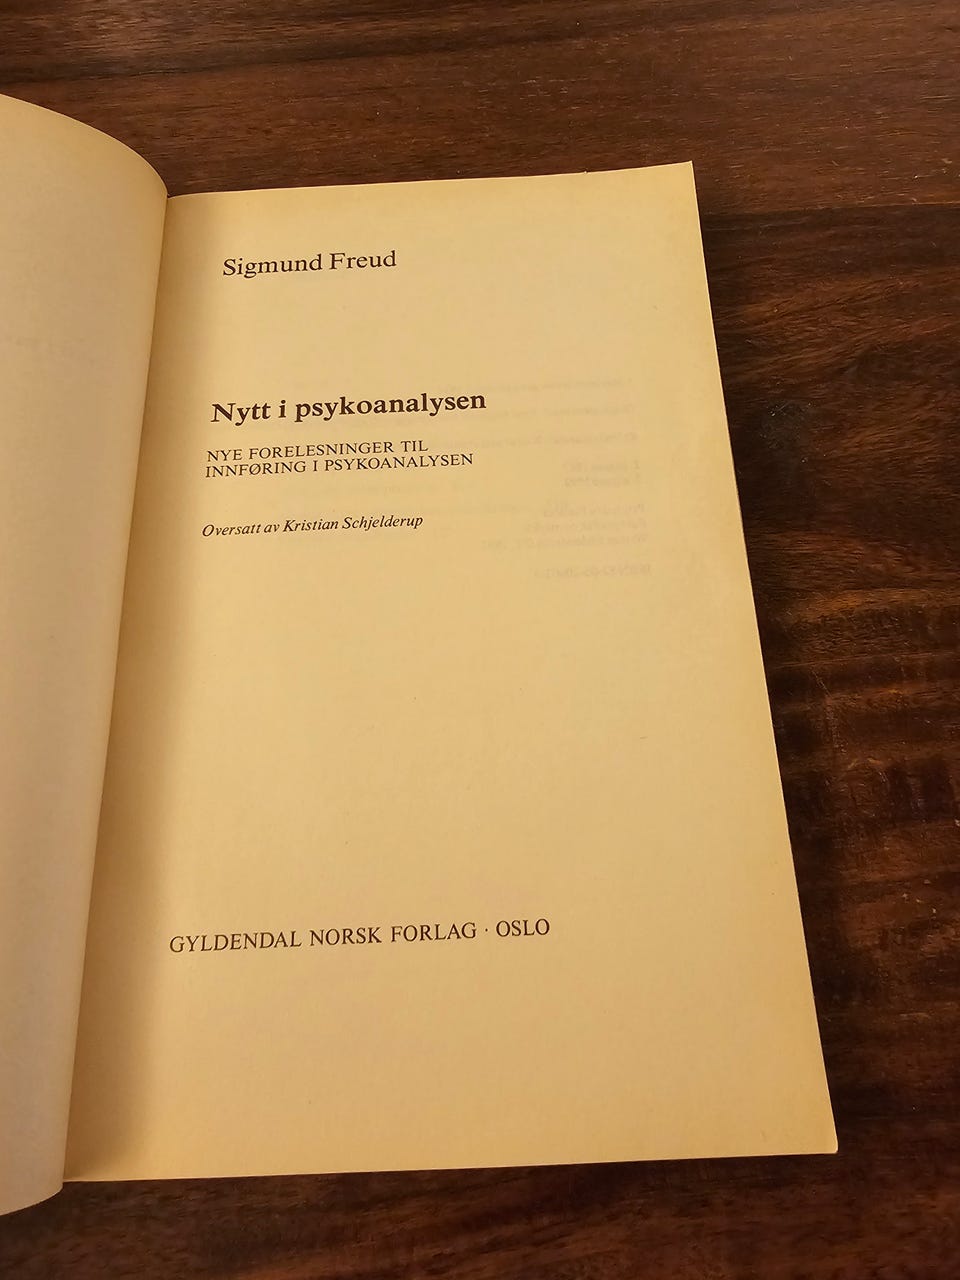 Sigmund Freud
Nytt i psykoanalysen
NYE FORELESNINGER TIL
INNFØRING I PSYKOANALYSEN
Oversatt av Kristian Schjelderup
GYLDENDAL NORSK FORLAG · OSLO